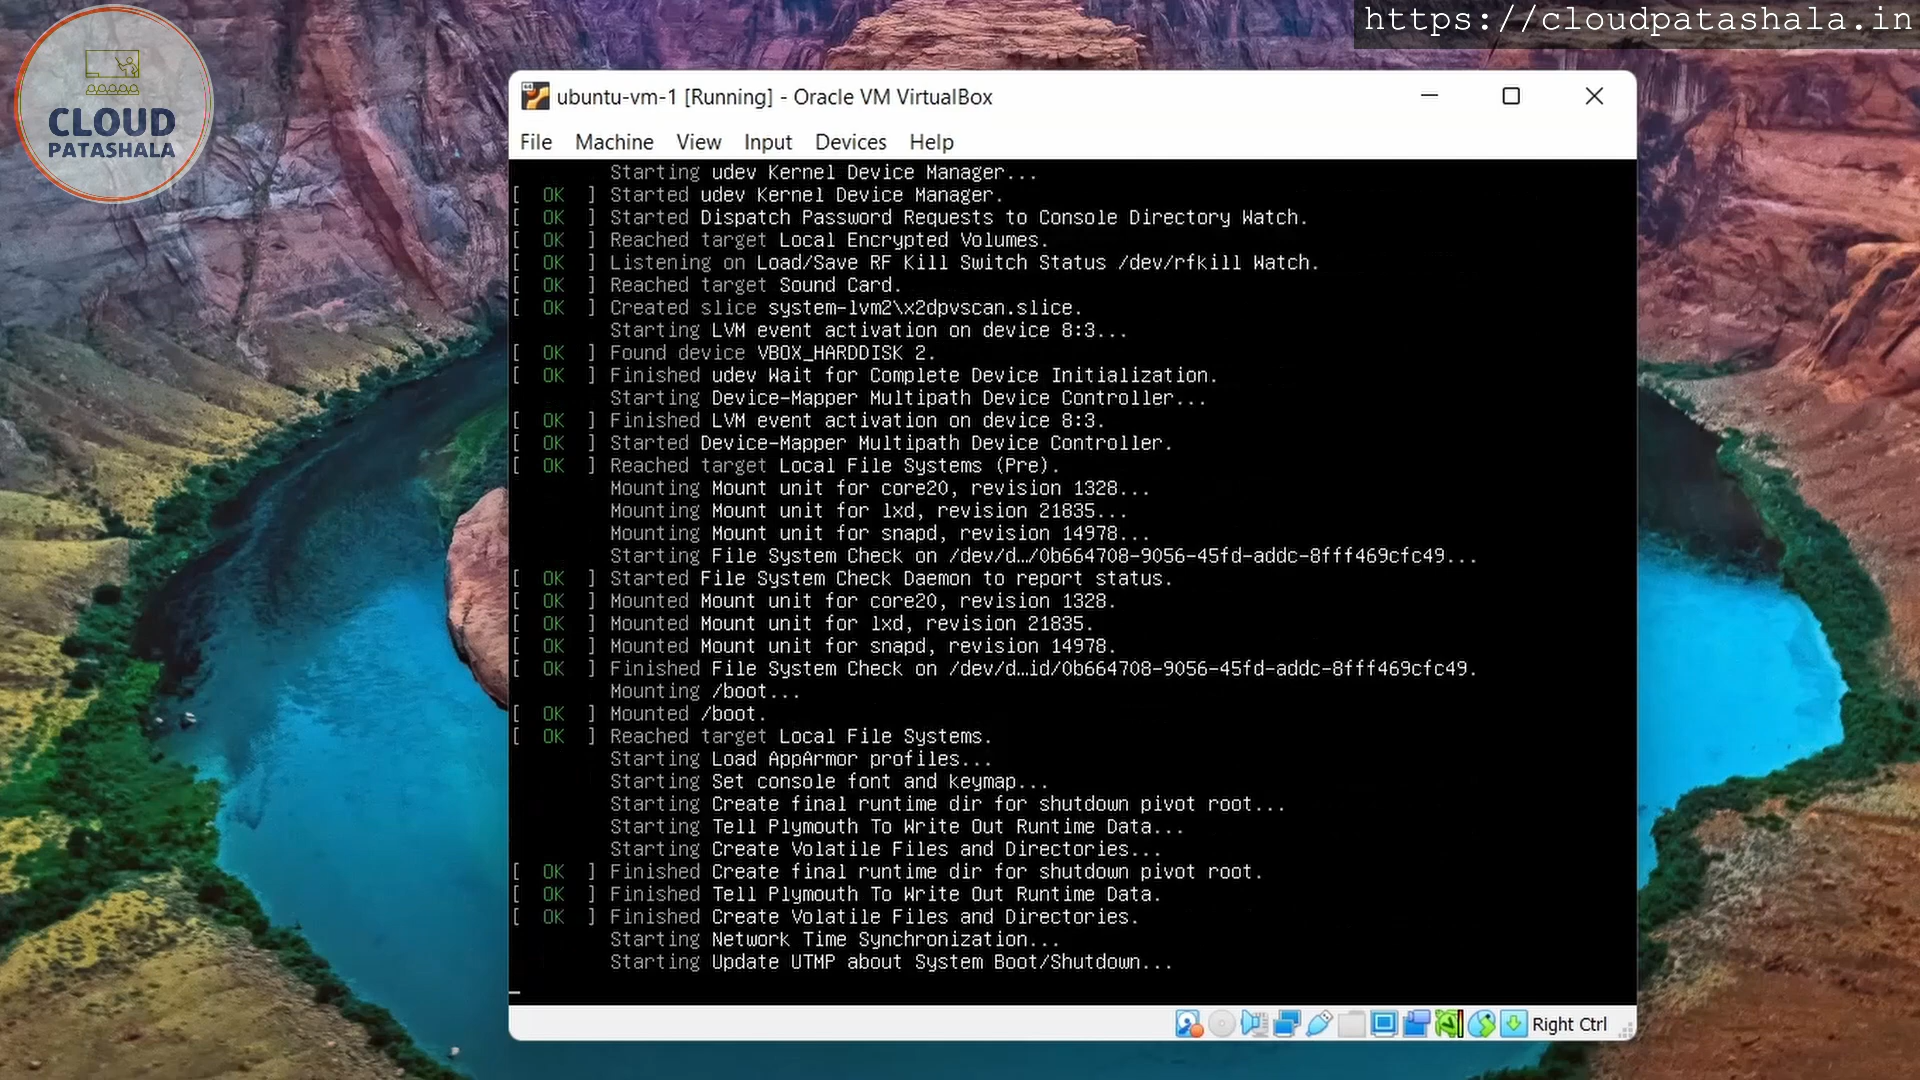 https://cloudpatashala.in
CLOUD
PATASHALA
ubuntu-vm-1 [Running] - Oracle VM VirtualBox
File Machine View Input Devices Help
Starting udev Kernel Device Manager...
[ OK ] Started udev Kernel Device Manager.
[ OK ] Started Dispatch Password Requests to Console Directory Watch.
[ OK ] Reached target Local Encrypted Volumes.
[ OK ] Listening on Load/Save RF Kill Switch Status /dev/rfkill Watch.
[ OK ] Reached target Sound Card.
[ OK ] Created slice system-lvm2\x2dpvscan.slice.
Starting LVM event activation on device 8:3...
[ OK ] Found device VBOX_HARDDISK 2.
[ OK ] Finished udev Wait for Complete Device Initialization.
Starting Device-Mapper Multipath Device Controller...
[ OK ] Finished LVM event activation on device 8:3.
[ OK ] Started Device-Mapper Multipath Device Controller.
[ OK ] Reached target Local File Systems (Pre).
Mounting Mount unit for core20, revision 1328...
Mounting Mount unit for lxd, revision 21835...
Mounting Mount unit for snapd, revision 14978...
Starting File System Check on /dev/d…/0b664708-9056-45fd-addc-8fff469cfc49...
[ OK ] Started File System Check Daemon to report status.
[ OK ] Mounted Mount unit for core20, revision 1328.
[ OK ] Mounted Mount unit for lxd, revision 21835.
[ OK ] Mounted Mount unit for snapd, revision 14978.
[ OK ] Finished File System Check on /dev/d…id/0b664708-9056-45fd-addc-8fff469cfc49.
Mounting /boot...
[ OK ] Mounted /boot.
[ OK ] Reached target Local File Systems.
Starting Load AppArmor profiles...
Starting Set console font and keymap...
Starting Create final runtime dir for shutdown pivot root...
Starting Tell Plymouth To Write Out Runtime Data...
Starting Create Volatile Files and Directories...
[ OK ] Finished Create final runtime dir for shutdown pivot root.
[ OK ] Finished Tell Plymouth To Write Out Runtime Data.
[ OK ] Finished Create Volatile Files and Directories.
Starting Network Time Synchronization...
Starting Update UTMP about System Boot/Shutdown...
Right Ctrl